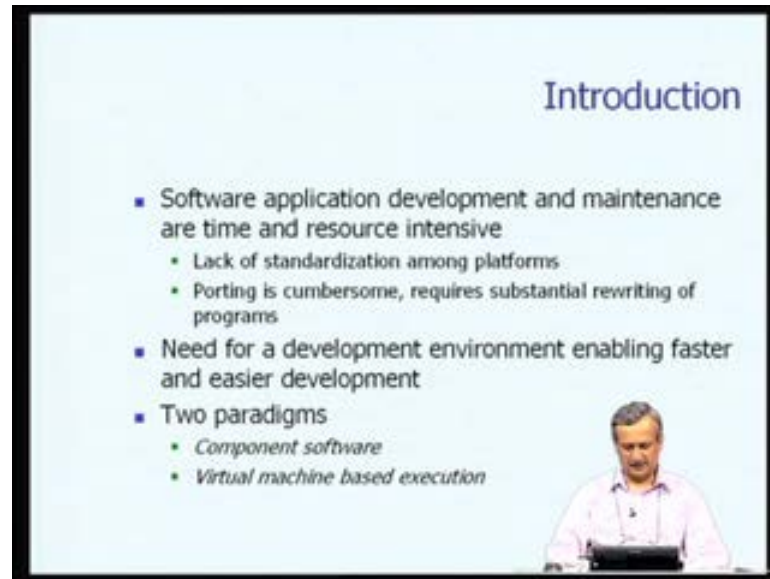 Introduction
Software application development and maintenance
are time and resource intensive
Lack of standardization among platforms
Porting is cumbersome, requires substantial rewriting of
programs
Need for a development environment enabling faster
and easier development
Two paradigms
Component software
Virtual machine based execution